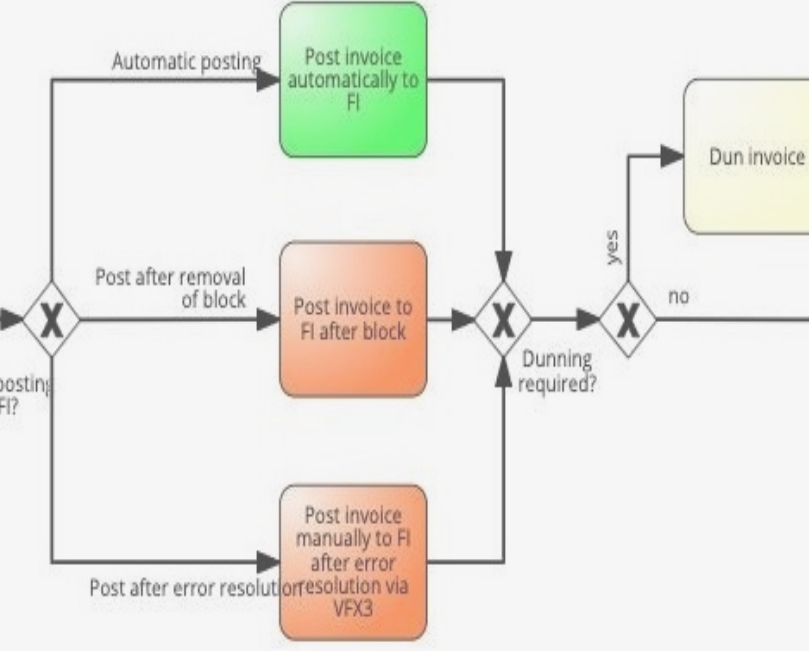 Automatic posting
Post invoice
automatically to
FI
Dun invoice
yes
Post after removal
of block
Post invoice to
FI after block
no
X
X
X
Dunning
required?
posting
FI?
Post invoice
manually to FI
after error
resolution via
VFX3
Post after error resolution